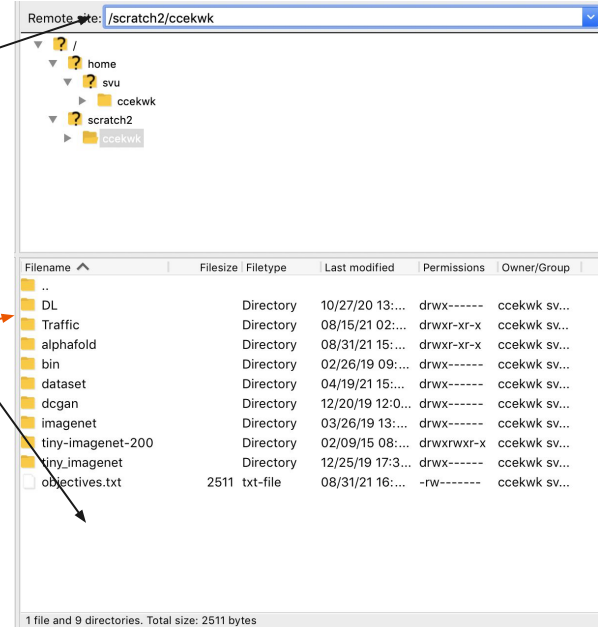 Remote site: /scratch2/ccekwk
/
home
svu
ccekwk
scratch2
ccekwk
Filename Filesize Filetype Last modified Permissions Owner/Group
..
DL Directory 10/27/20 13:... drwx------ ccekwk sv...
Traffic Directory 08/15/21 02:... drwxr-xr-x ccekwk sv...
alphafold Directory 08/31/21 15:... drwxr-xr-x ccekwk sv...
bin Directory 02/26/19 09:... drwx------ ccekwk sv...
dataset Directory 04/19/21 15:... drwx------ ccekwk sv...
dcgan Directory 12/20/19 12:0... drwx------ ccekwk sv...
imagenet Directory 03/26/19 13:... drwx------ ccekwk sv...
tiny-imagenet-200 Directory 02/09/15 08:... drwxrwxr-x ccekwk sv...
tiny_imagenet Directory 12/25/19 17:3... drwx------ ccekwk sv...
objectives.txt 2511 txt-file 08/31/21 16:... -rw------- ccekwk sv...
1 file and 9 directories. Total size: 2511 bytes